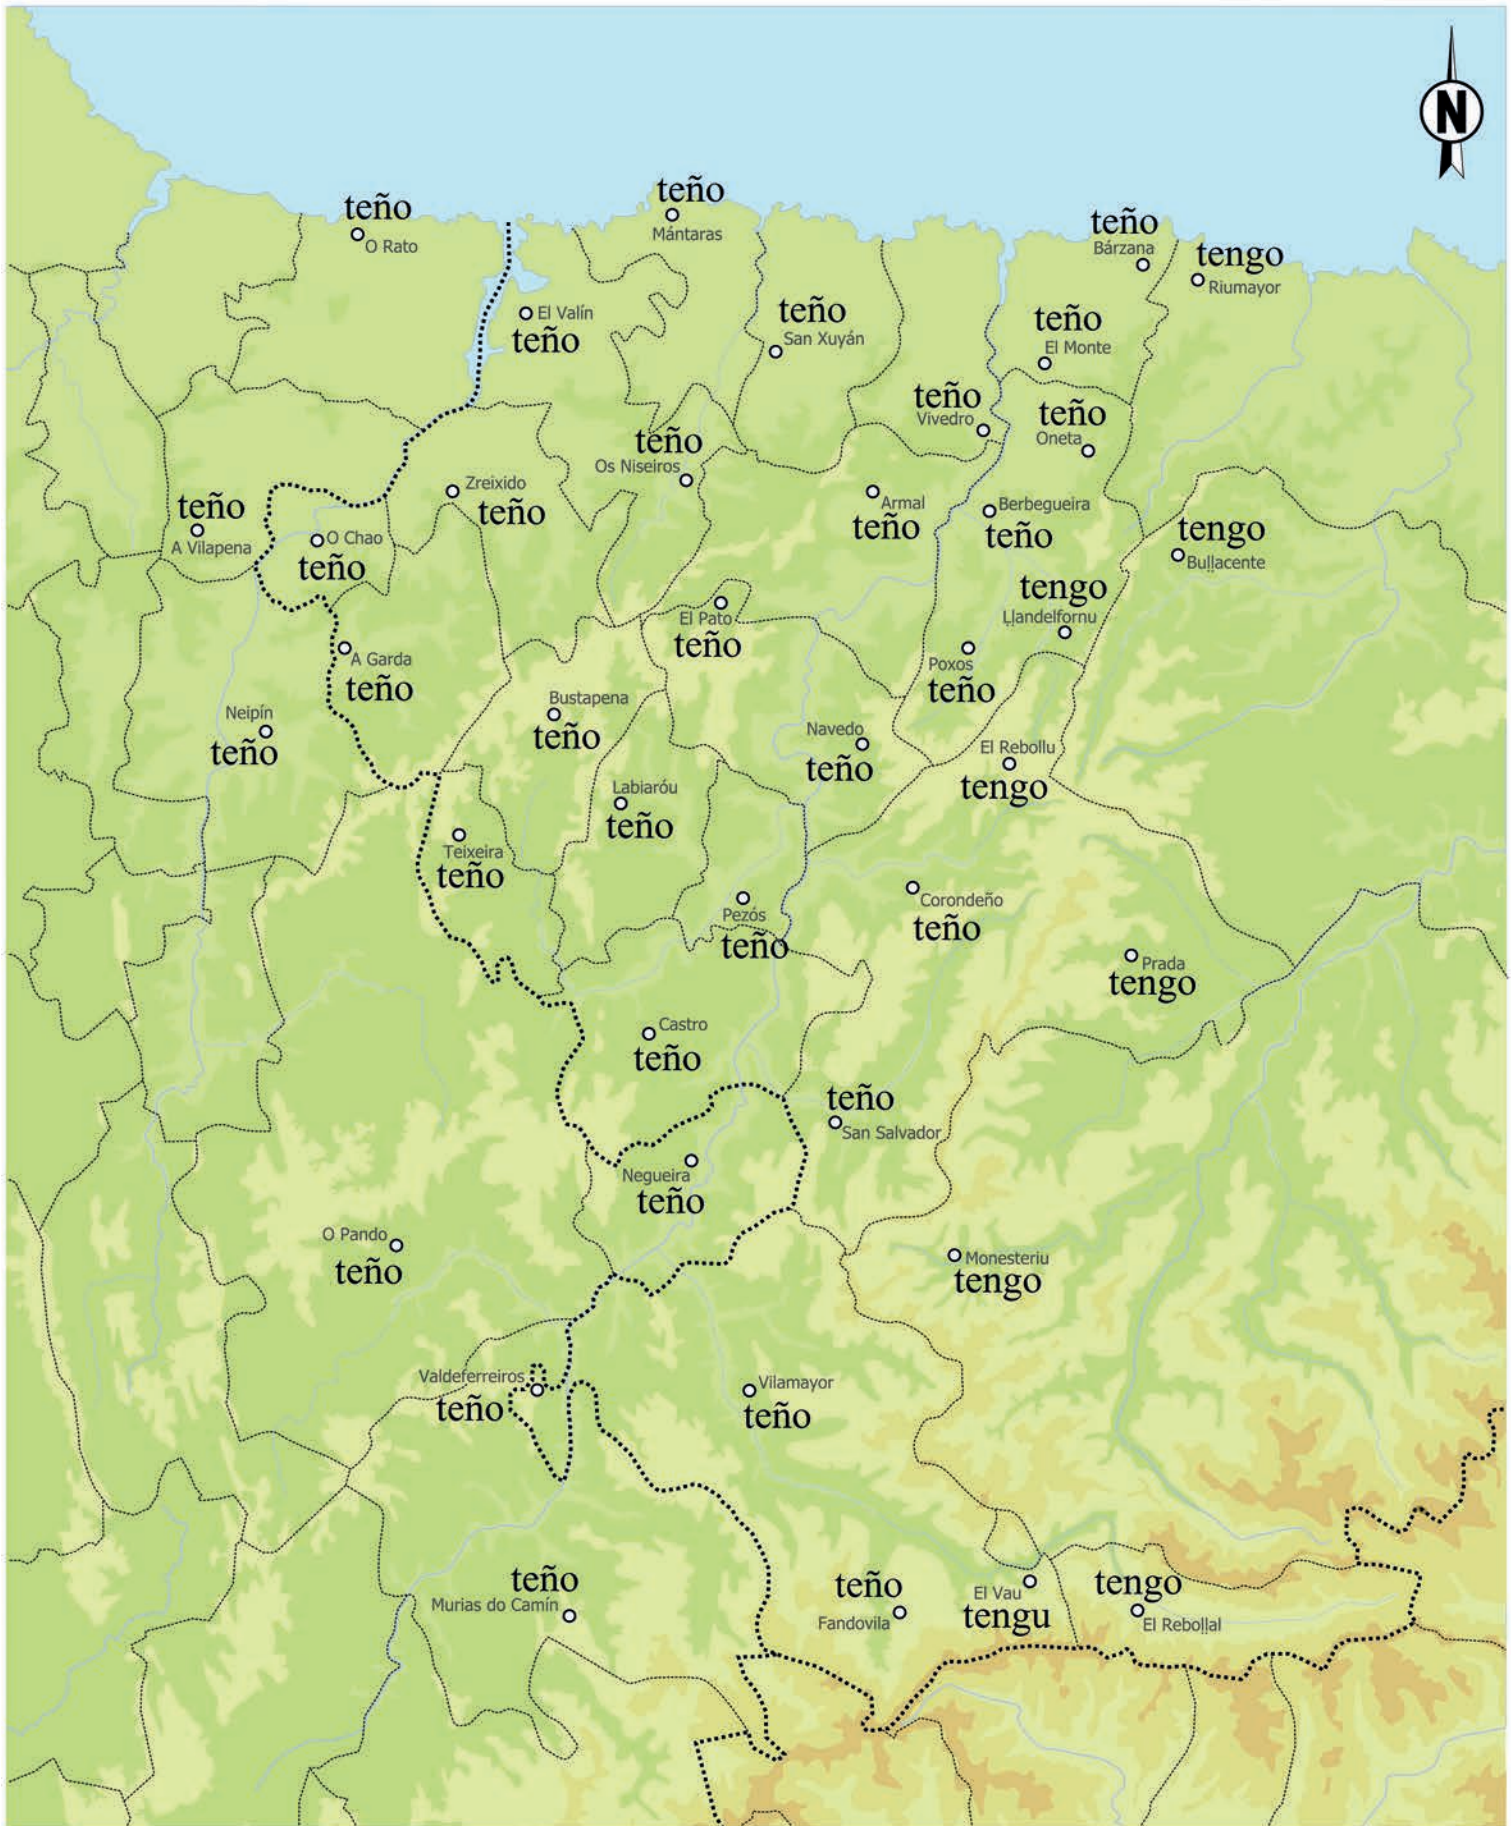 N
teño
Mántaras
teño
O Rato
teño
Bárzana
tengo
Riumayor
El Valín
teño
teño
San Xuyán
teño
El Monte
teño
Vivedro
teño
Oneta
teño
Os Niseiros
Zreixido
teño
teño
A Vilapena
O Chao
teño
Armal
teño
Berbegueira
teño
tengo
Buḷḷacente
tengo
Ḷḷandelfornu
El Pato
teño
A Garda
teño
Poxos
teño
Bustapena
teño
Neipín
teño
Navedo
teño
El Rebollu
tengo
Labiaróu
teño
Teixeira
teño
Corondeño
teño
Pezós
teño
Prada
tengo
Castro
teño
teño
San Salvador
Negueira
teño
O Pando
teño
Monesteriu
tengo
Valdeferreiros
teño
Vilamayor
teño
teño
Murias do Camín
teño
Fandovila
El Vau
tengu
tengo
El Reboḷḷal